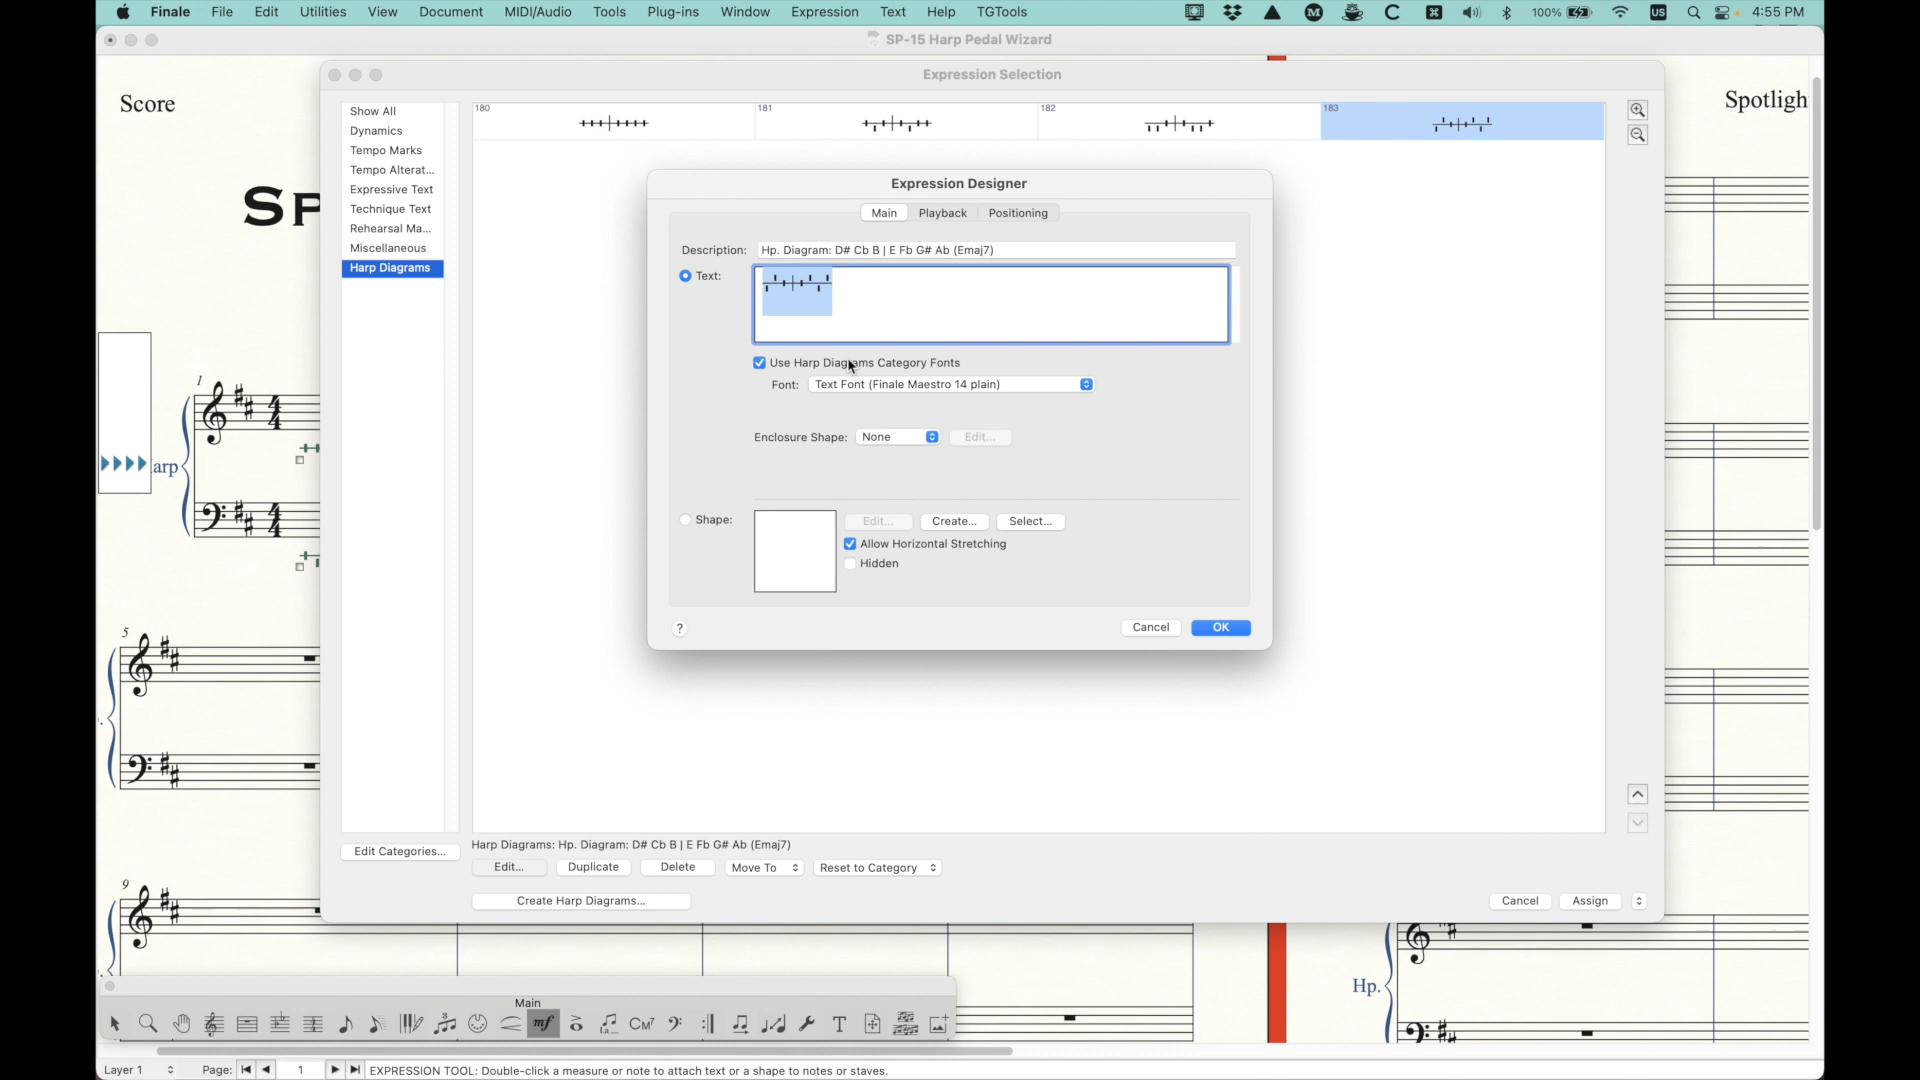 Finale File Edit Utilities View Document MIDI/Audio Tools Plug-ins Window Expression Text Help TGTools 100% US 4:55 PM
SP-15 Harp Pedal Wizard
Expression Selection
Score
Spotligh
SP
Show All
Dynamics
Tempo Marks
Tempo Alterat...
Expressive Text
Technique Text
Rehearsal Ma...
Miscellaneous
Harp Diagrams
180 181 182 183
Expression Designer
Main Playback Positioning
Description: Hp. Diagram: D# Cb B | E Fb G# Ab (Emaj7)
Text:
Use Harp Diagrams Category Fonts
Font: Text Font (Finale Maestro 14 plain)
Enclosure Shape: None Edit...
Shape: Edit... Create... Select...
Allow Horizontal Stretching
Hidden
? Cancel OK
1
arp
5
9
Edit Categories...
Harp Diagrams: Hp. Diagram: D# Cb B | E Fb G# Ab (Emaj7)
Edit... Duplicate Delete Move To Reset to Category
Create Harp Diagrams...
Cancel Assign
Hp.
Main
mf CM7 T
Layer 1 Page: 1 EXPRESSION TOOL: Double-click a measure or note to attach text or a shape to notes or staves.